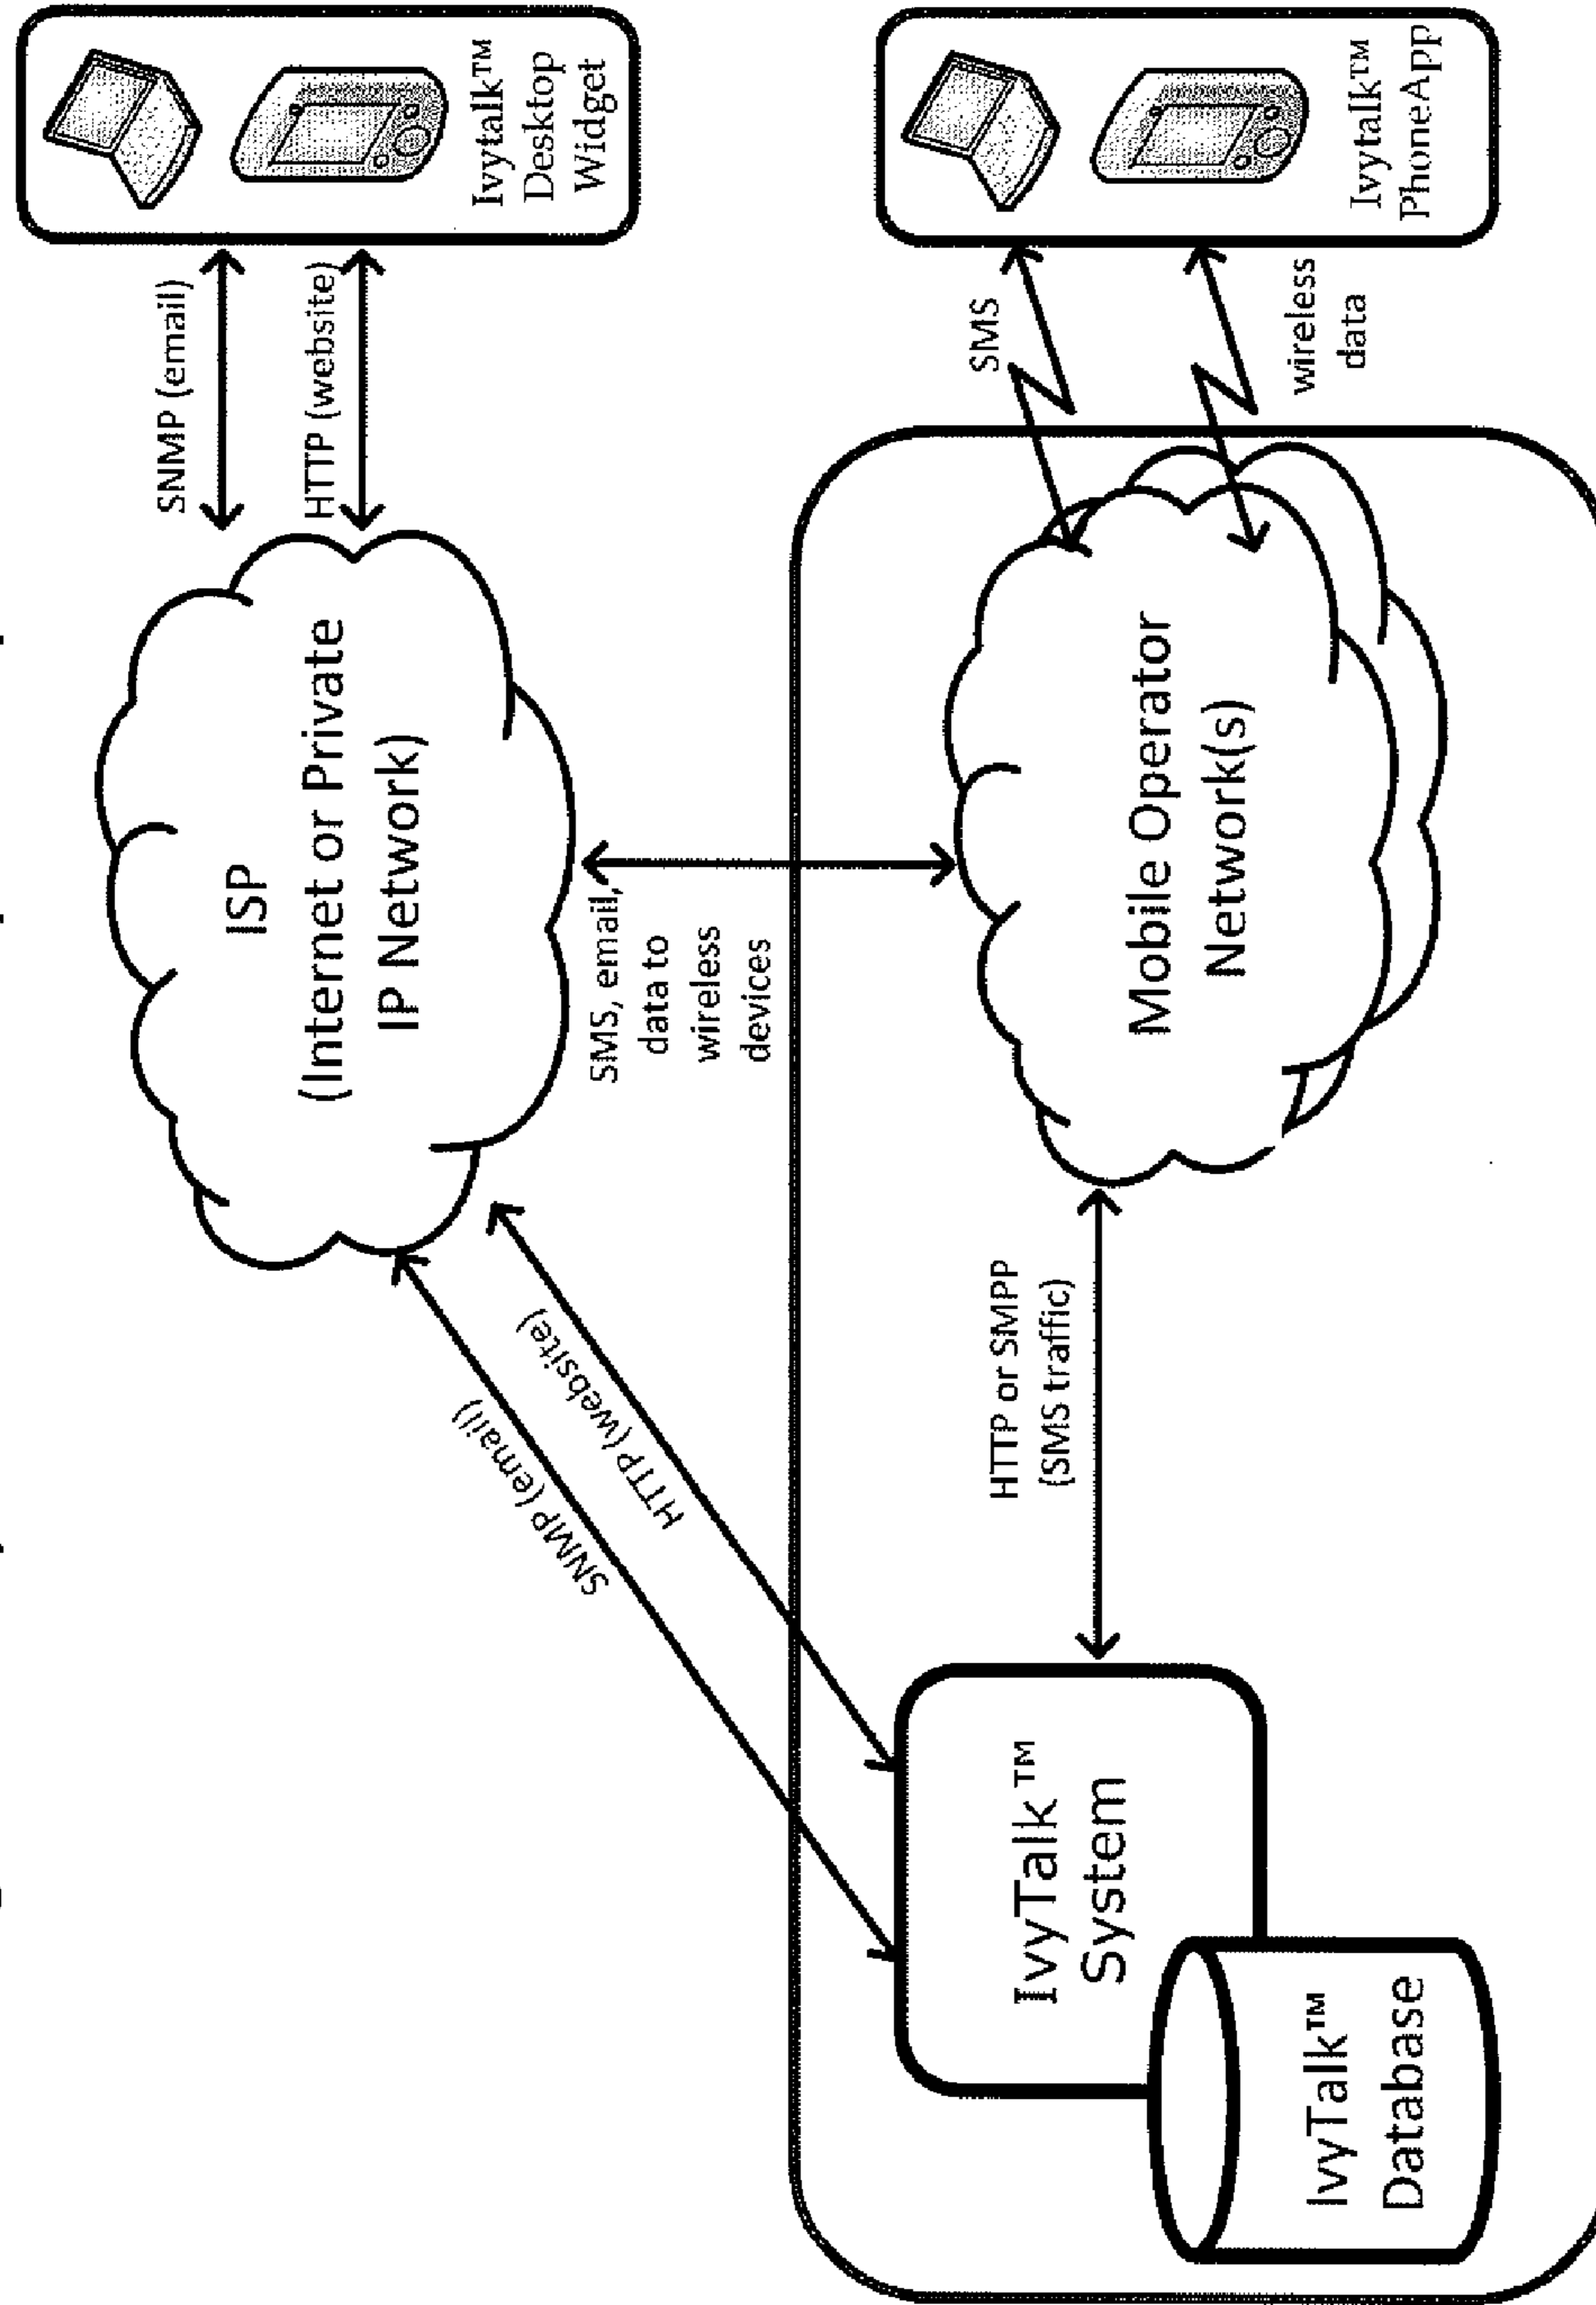 SNMP (email)
HTTP (website)
Ivytalk™
Desktop
Widget
ISP
(Internet or Private
IP Network)
SNMP (email)
HTTP (website)
SMS, email,
data to
wireless
devices
SMS
wireless
data
Ivytalk™
PhoneApp
Mobile Operator
Network(s)
HTTP or SMPP
(SMS traffic)
IvyTalk™
System
IvyTalk™
Database